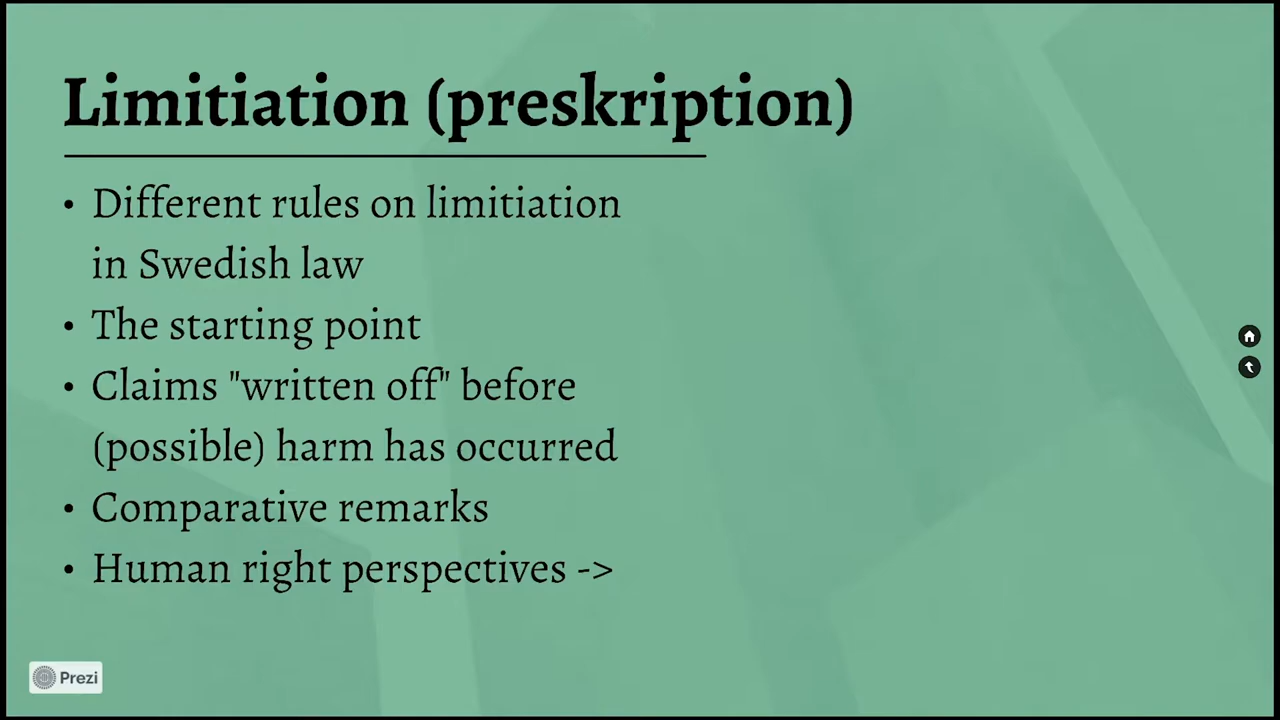 Limitiation (preskription)
• Different rules on limitiation
in Swedish law
• The starting point
• Claims "written off" before
(possible) harm has occurred
• Comparative remarks
• Human right perspectives ->
Prezi